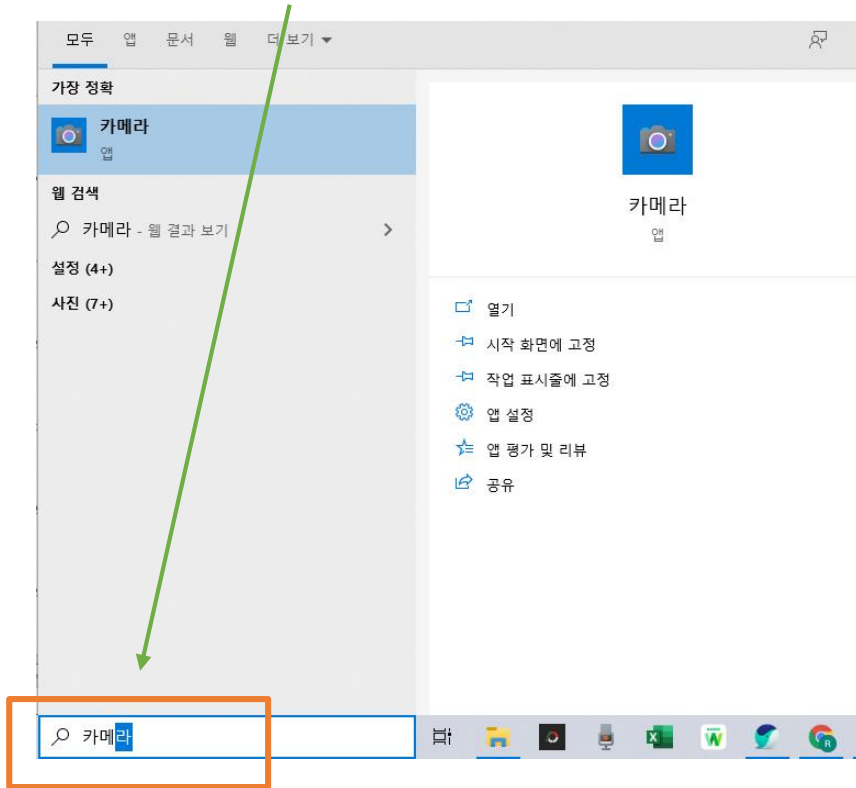 모두 앱 문서 웹 더 보기
가장 정확
카메라
앱
웹 검색
카메라 - 웹 결과 보기
설정 (4+)
사진 (7+)
카메라
앱
열기
시작 화면에 고정
작업 표시줄에 고정
앱 설정
앱 평가 및 리뷰
공유
카메라